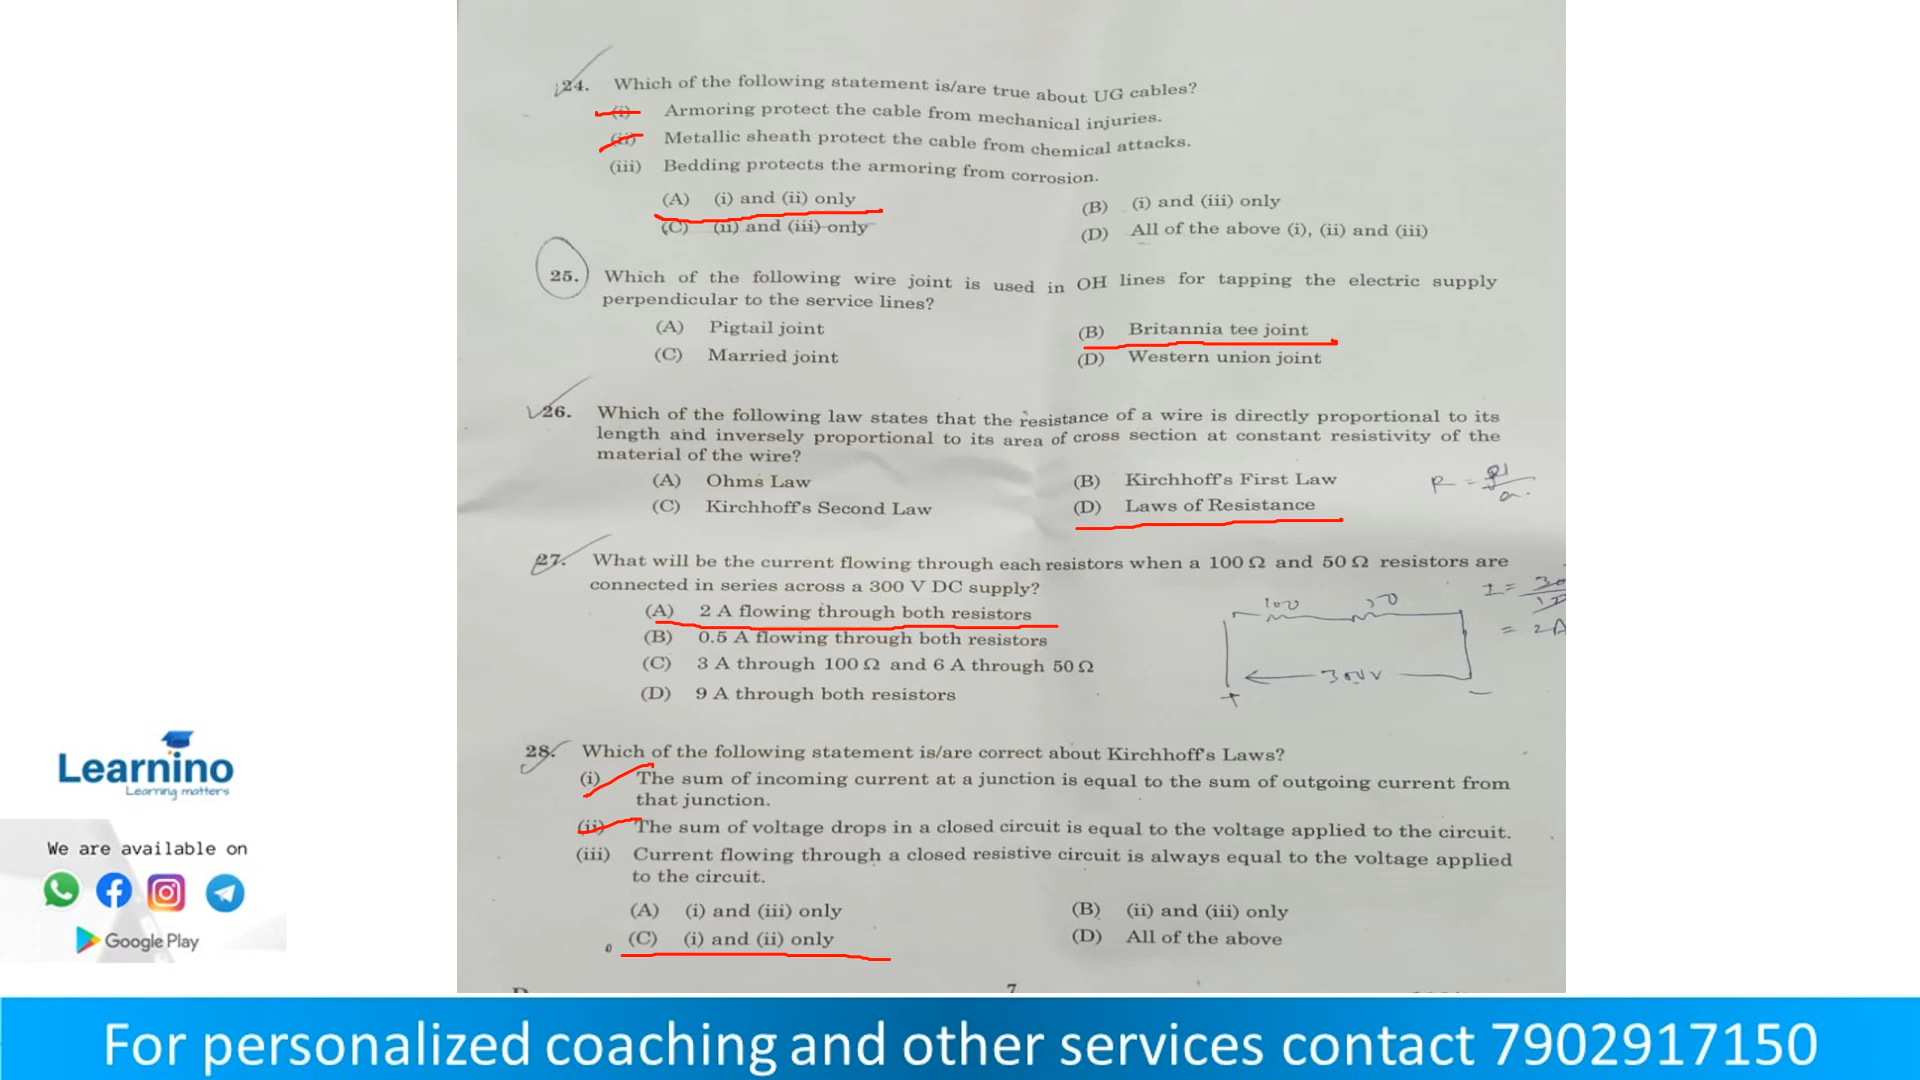 24. Which of the following statement is/are true about UG cables?
(i) Armoring protect the cable from mechanical injuries.
(ii) Metallic sheath protect the cable from chemical attacks.
(iii) Bedding protects the armoring from corrosion.
(A) (i) and (ii) only (B) (i) and (iii) only
(C) (ii) and (iii) only (D) All of the above (i), (ii) and (iii)
25. Which of the following wire joint is used in OH lines for tapping the electric supply
perpendicular to the service lines?
(A) Pigtail joint (B) Britannia tee joint
(C) Married joint (D) Western union joint
26. Which of the following law states that the resistance of a wire is directly proportional to its
length and inversely proportional to its area of cross section at constant resistivity of the
material of the wire?
(A) Ohms Law (B) Kirchhoff's First Law
(C) Kirchhoff's Second Law (D) Laws of Resistance
R = ρl/a.
27. What will be the current flowing through each resistors when a 100 Ω and 50 Ω resistors are
connected in series across a 300 V DC supply?
(A) 2 A flowing through both resistors
(B) 0.5 A flowing through both resistors
(C) 3 A through 100 Ω and 6 A through 50 Ω
(D) 9 A through both resistors
100
300V
+ −
I =
= 2A
28. Which of the following statement is/are correct about Kirchhoff's Laws?
(i) The sum of incoming current at a junction is equal to the sum of outgoing current from
that junction.
(ii) The sum of voltage drops in a closed circuit is equal to the voltage applied to the circuit.
(iii) Current flowing through a closed resistive circuit is always equal to the voltage applied
to the circuit.
(A) (i) and (iii) only (B) (ii) and (iii) only
(C) (i) and (ii) only (D) All of the above
7
Learnino
Learning matters
We are available on
Google Play
For personalized coaching and other services contact 7902917150